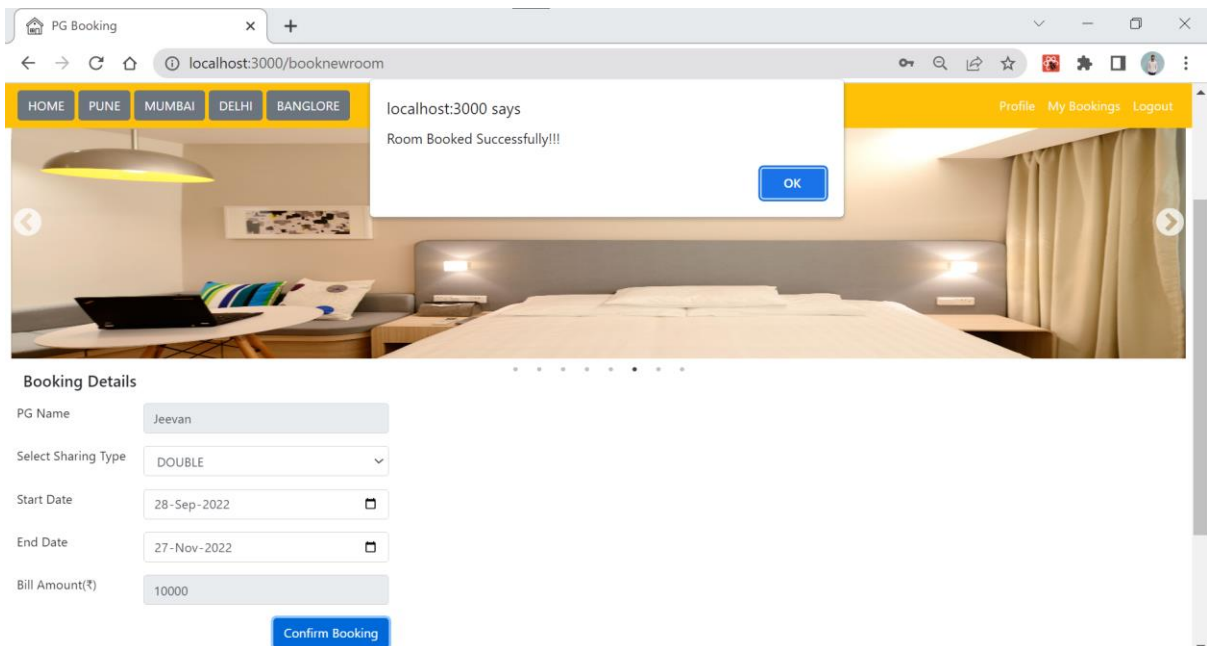 PG Booking
localhost:3000/booknewroom
HOME PUNE MUMBAI DELHI BANGLORE
Profile My Bookings Logout
localhost:3000 says
Room Booked Successfully!!!
OK
Booking Details
PG Name Jeevan
Select Sharing Type DOUBLE
Start Date 28-Sep-2022
End Date 27-Nov-2022
Bill Amount(₹) 10000
Confirm Booking